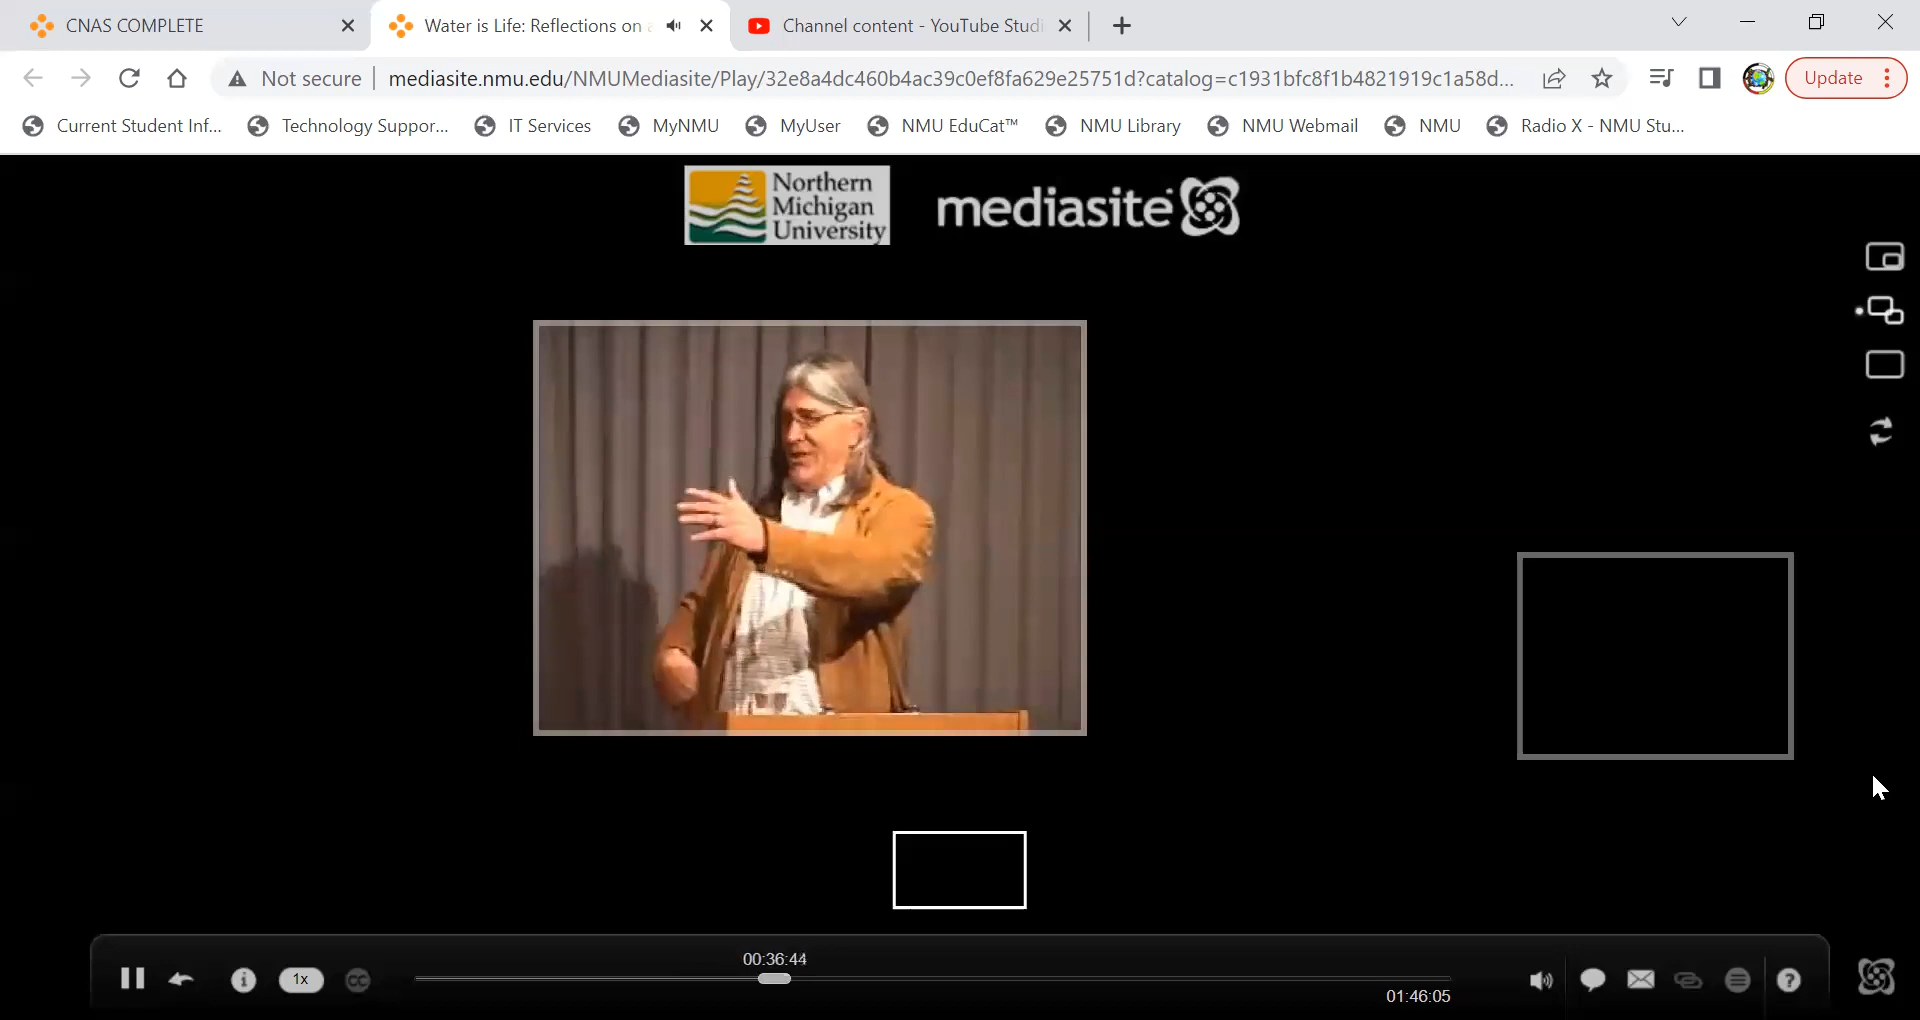 CNAS COMPLETE
Water is Life: Reflections on a
Channel content - YouTube Studi
Not secure
mediasite.nmu.edu/NMUMediasite/Play/32e8a4dc460b4ac39c0ef8fa629e25751d?catalog=c1931bfc8f1b4821919c1a58d...
Update
Current Student Inf...
Technology Suppor...
IT Services
MyNMU
MyUser
NMU EduCat™
NMU Library
NMU Webmail
NMU
Radio X - NMU Stu...
Northern
Michigan
University
mediasite
00:36:44
1x
CC
01:46:05